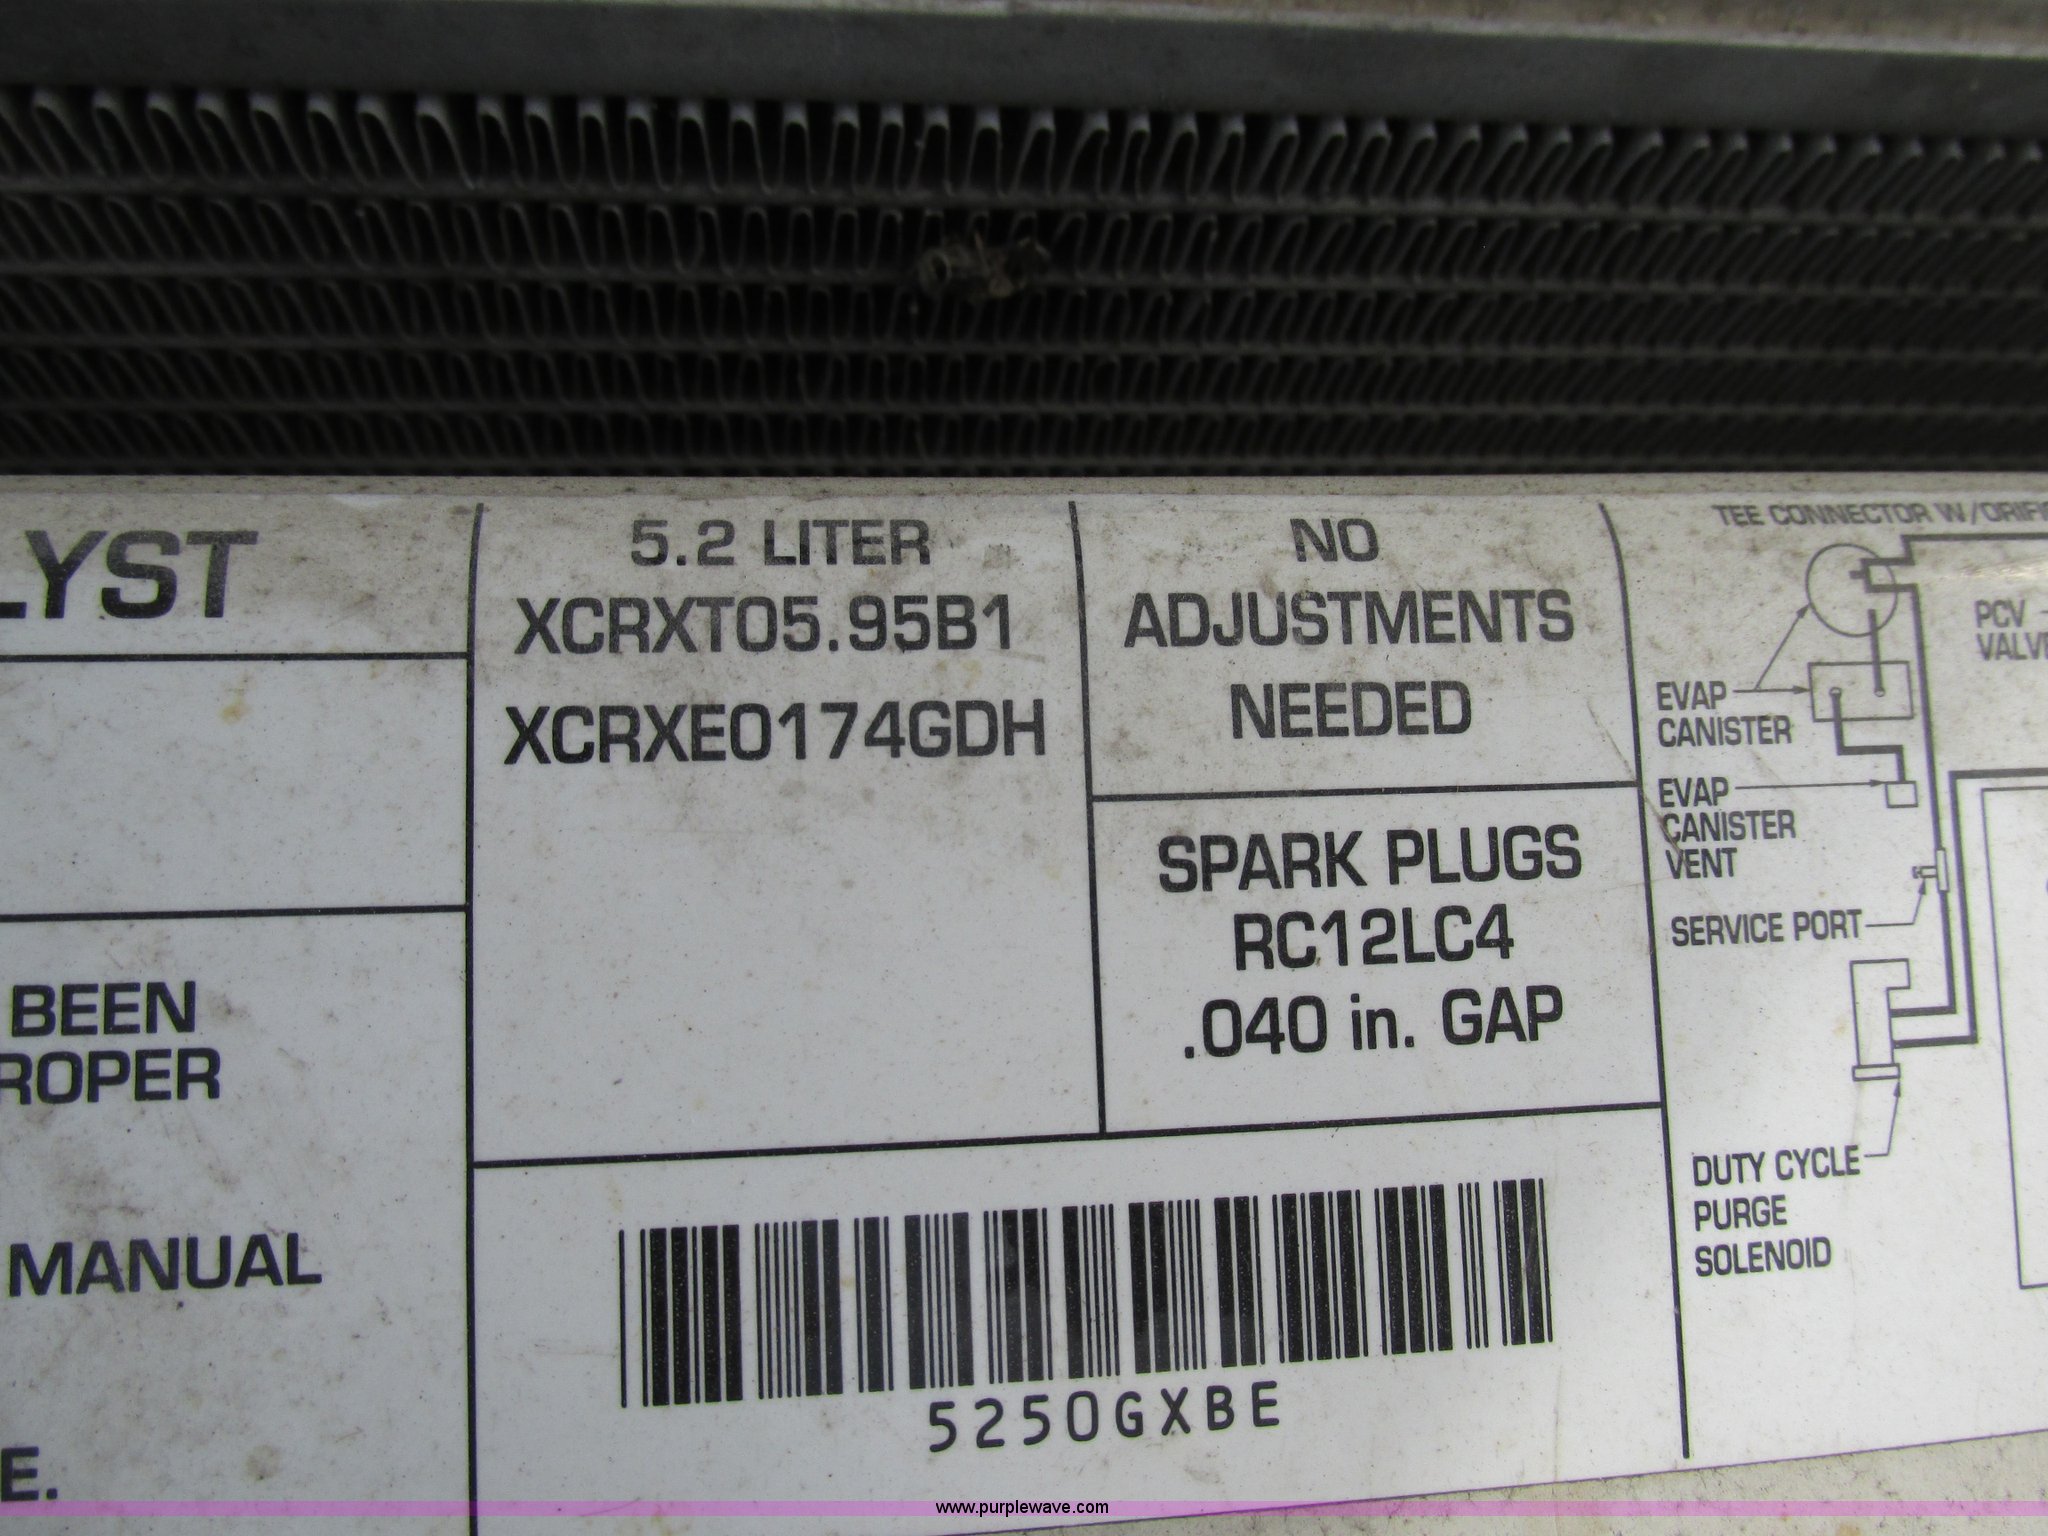 LYST
BEEN
ROPER
MANUAL
E.
5.2 LITER
XCRXT05.95B1
XCRXE0174GDH
NO
ADJUSTMENTS
NEEDED
SPARK PLUGS
RC12LC4
.040 in. GAP
5250GXBE
TEE CONNECTOR W/ORIFI
PCV
VALV
EVAP
CANISTER
EVAP
CANISTER
VENT
SERVICE PORT
DUTY CYCLE
PURGE
SOLENOID
www.purplewave.com